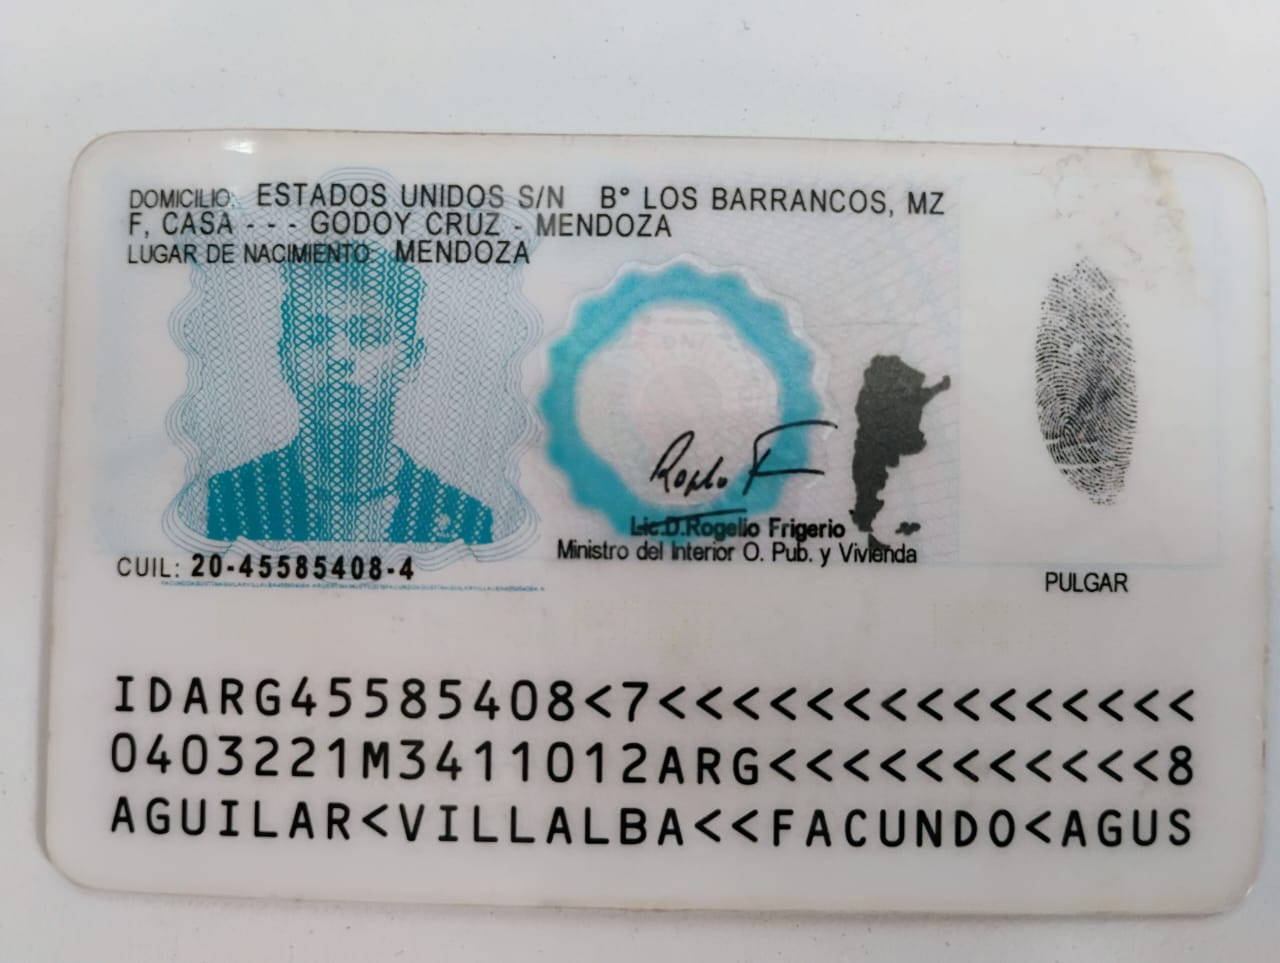 DOMICILIO: ESTADOS UNIDOS S/N B° LOS BARRANCOS, MZ
F, CASA - - - GODOY CRUZ - MENDOZA
LUGAR DE NACIMIENTO MENDOZA
Lic.D.Rogelio Frigerio
Ministro del Interior O. Pub. y Vivienda
CUIL: 20-45585408-4
PULGAR
IDARG45585408<7<<<<<<<<<<<<<<<
0403221M3411012ARG<<<<<<<<<<<8
AGUILAR<VILLALBA<<FACUNDO<AGUS